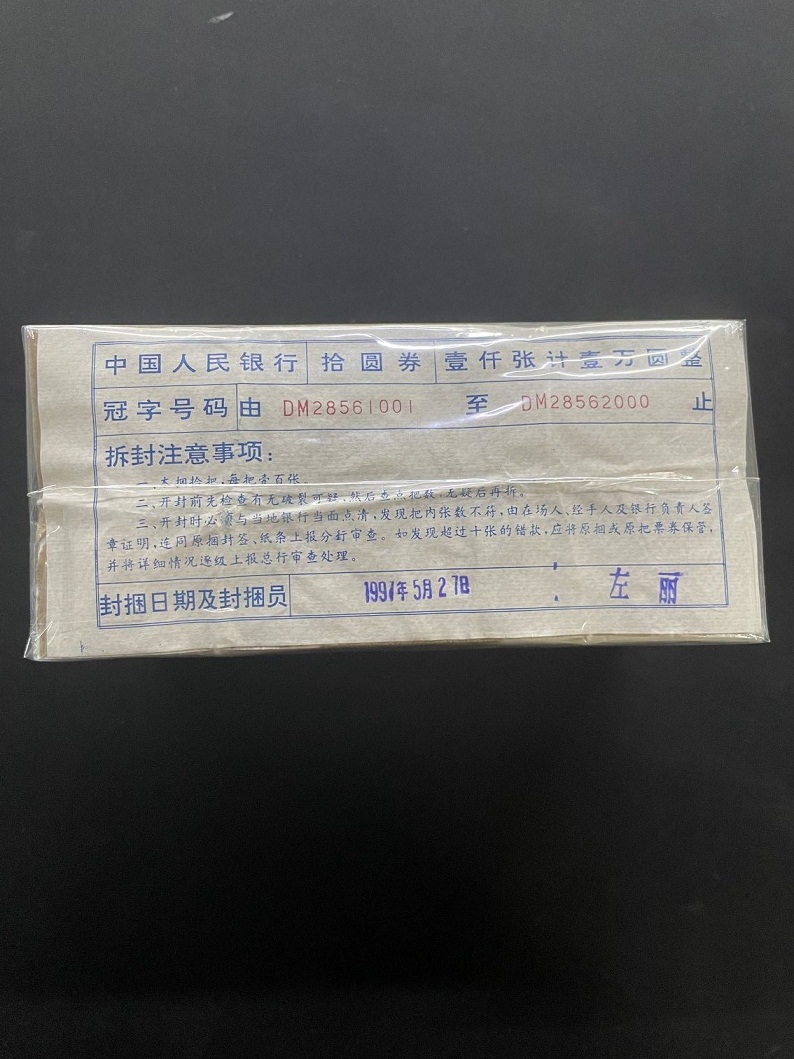 中国人民银行 拾圆券 壹仟张计壹万圆整
冠字号码 由 DM28561001 至 DM28562000 止
拆封注意事项：
一、本捆拾把，每把壹百张。
二、开封前先检查有无破裂可疑，然后查点把数，无疑后再拆。
三、开封时必须与当地银行当面点清，发现把内张数不符，由在场人、经手人及银行负责人签
章证明，连同原捆封签、纸条上报分行审查。如发现超过十张的错款，应将原捆或原把票券保管，
并将详细情况逐级上报总行审查处理。
封捆日期及封捆员 1997年5月27日 左丽